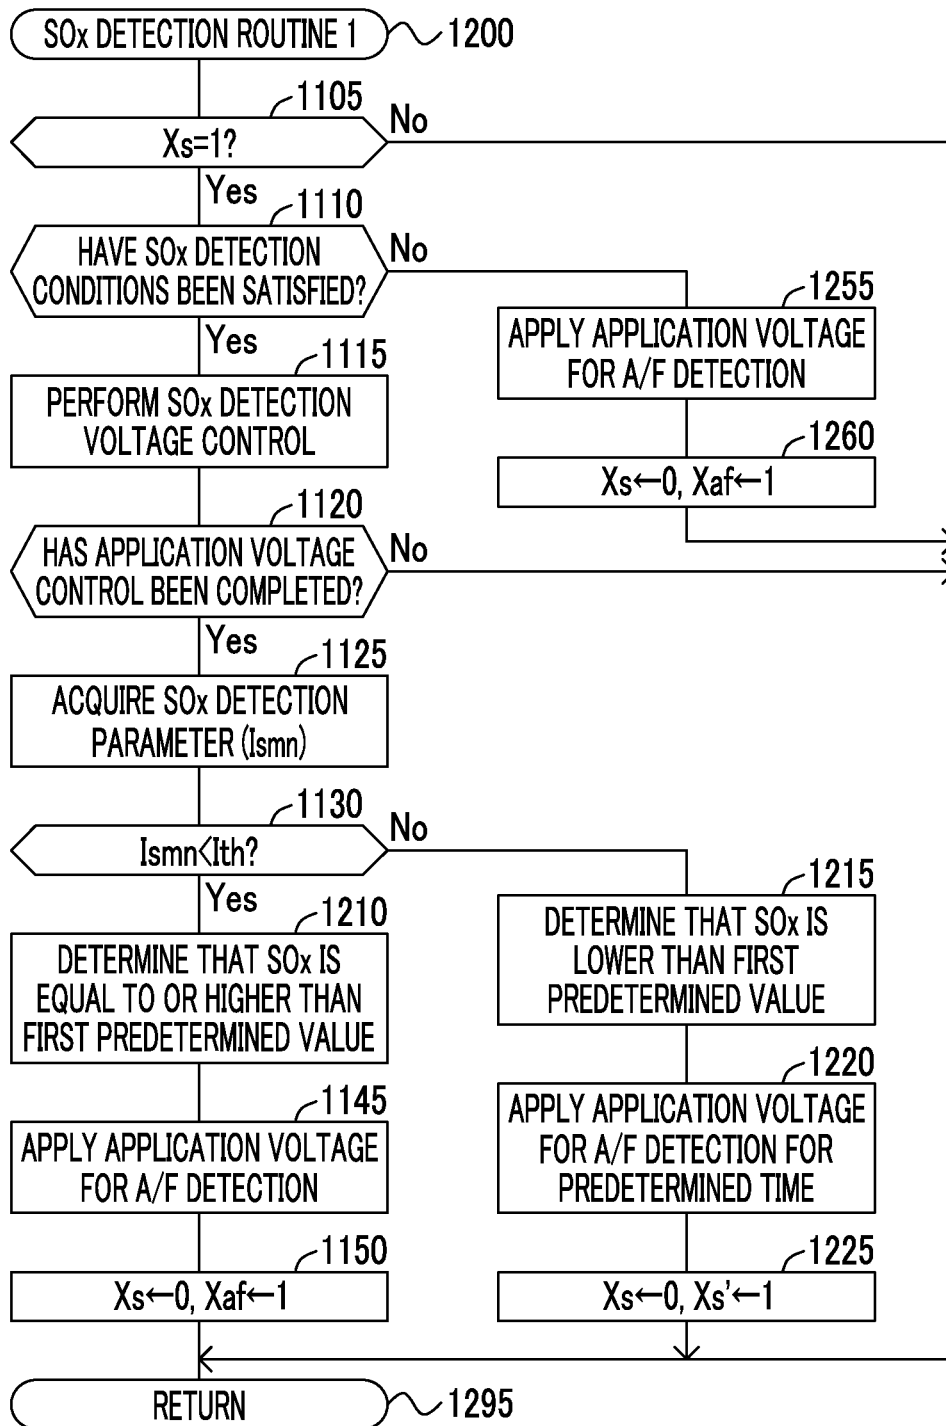 SOx DETECTION ROUTINE 1
1200
1105
Xs=1?
No
Yes
1110
HAVE SOx DETECTION
CONDITIONS BEEN SATISFIED?
No
Yes
1255
APPLY APPLICATION VOLTAGE
FOR A/F DETECTION
1260
Xs←0, Xaf←1
1115
PERFORM SOx DETECTION
VOLTAGE CONTROL
1120
HAS APPLICATION VOLTAGE
CONTROL BEEN COMPLETED?
No
Yes
1125
ACQUIRE SOx DETECTION
PARAMETER (Ismn)
1130
Ismn<Ith?
No
Yes
1210
DETERMINE THAT SOx IS
EQUAL TO OR HIGHER THAN
FIRST PREDETERMINED VALUE
1145
APPLY APPLICATION VOLTAGE
FOR A/F DETECTION
1150
Xs←0, Xaf←1
1215
DETERMINE THAT SOx IS
LOWER THAN FIRST
PREDETERMINED VALUE
1220
APPLY APPLICATION VOLTAGE
FOR A/F DETECTION FOR
PREDETERMINED TIME
1225
Xs←0, Xs'←1
RETURN
1295